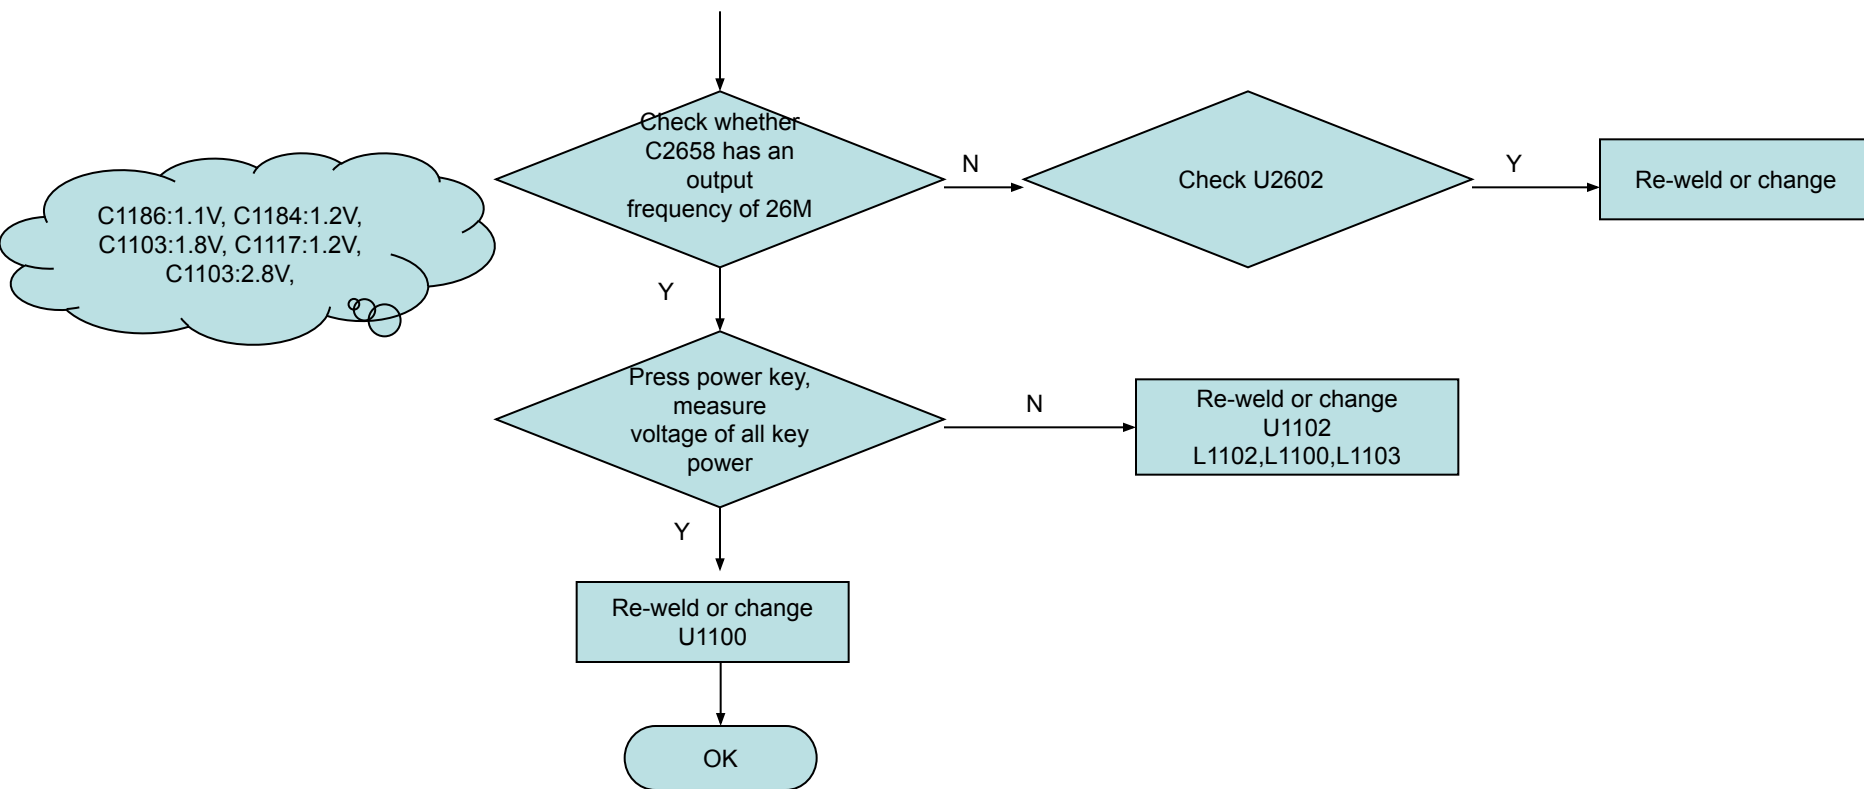 Check whether
C2658 has an
output
frequency of 26M
N
Check U2602
Y
Re-weld or change
C1186:1.1V, C1184:1.2V,
C1103:1.8V, C1117:1.2V,
C1103:2.8V,
Y
Press power key,
measure
voltage of all key
power
N
Re-weld or change
U1102
L1102,L1100,L1103
Y
Re-weld or change
U1100
OK